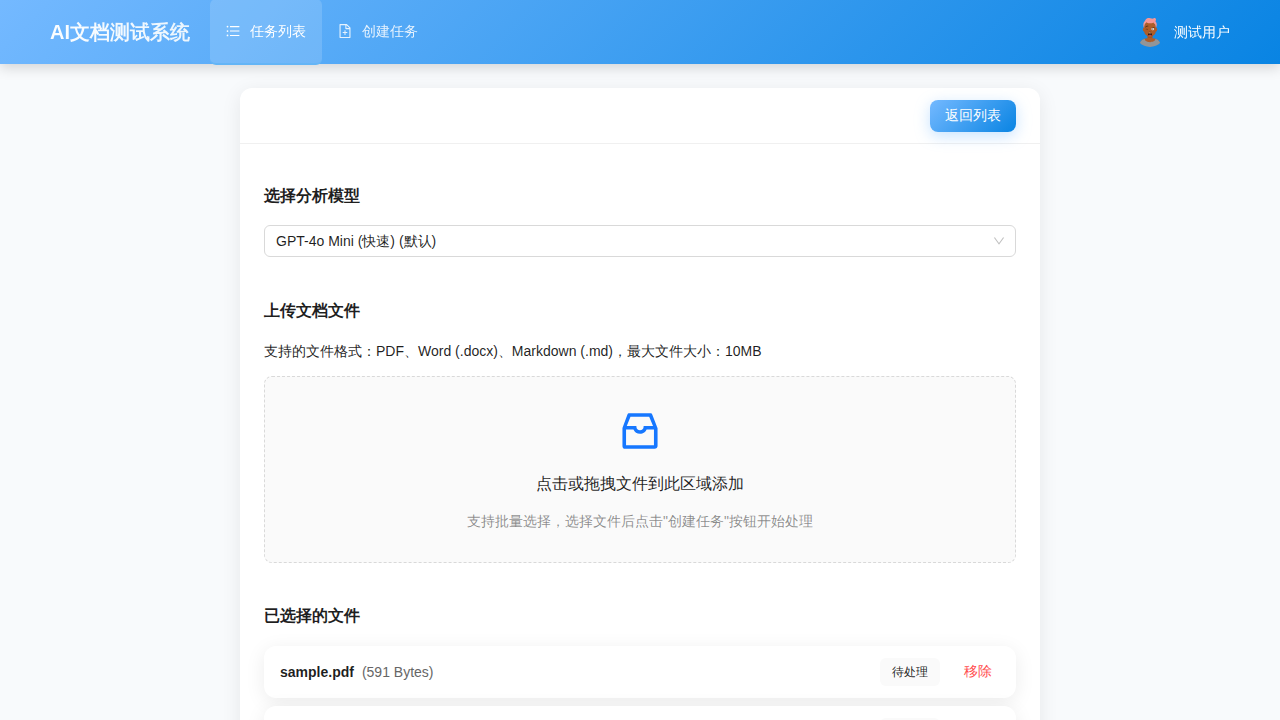 AI文档测试系统
任务列表
创建任务
测试用户
返回列表
选择分析模型
GPT-4o Mini (快速) (默认)
上传文档文件
支持的文件格式：PDF、Word (.docx)、Markdown (.md)，最大文件大小：10MB
点击或拖拽文件到此区域添加
支持批量选择，选择文件后点击"创建任务"按钮开始处理
已选择的文件
sample.pdf (591 Bytes)
待处理
移除